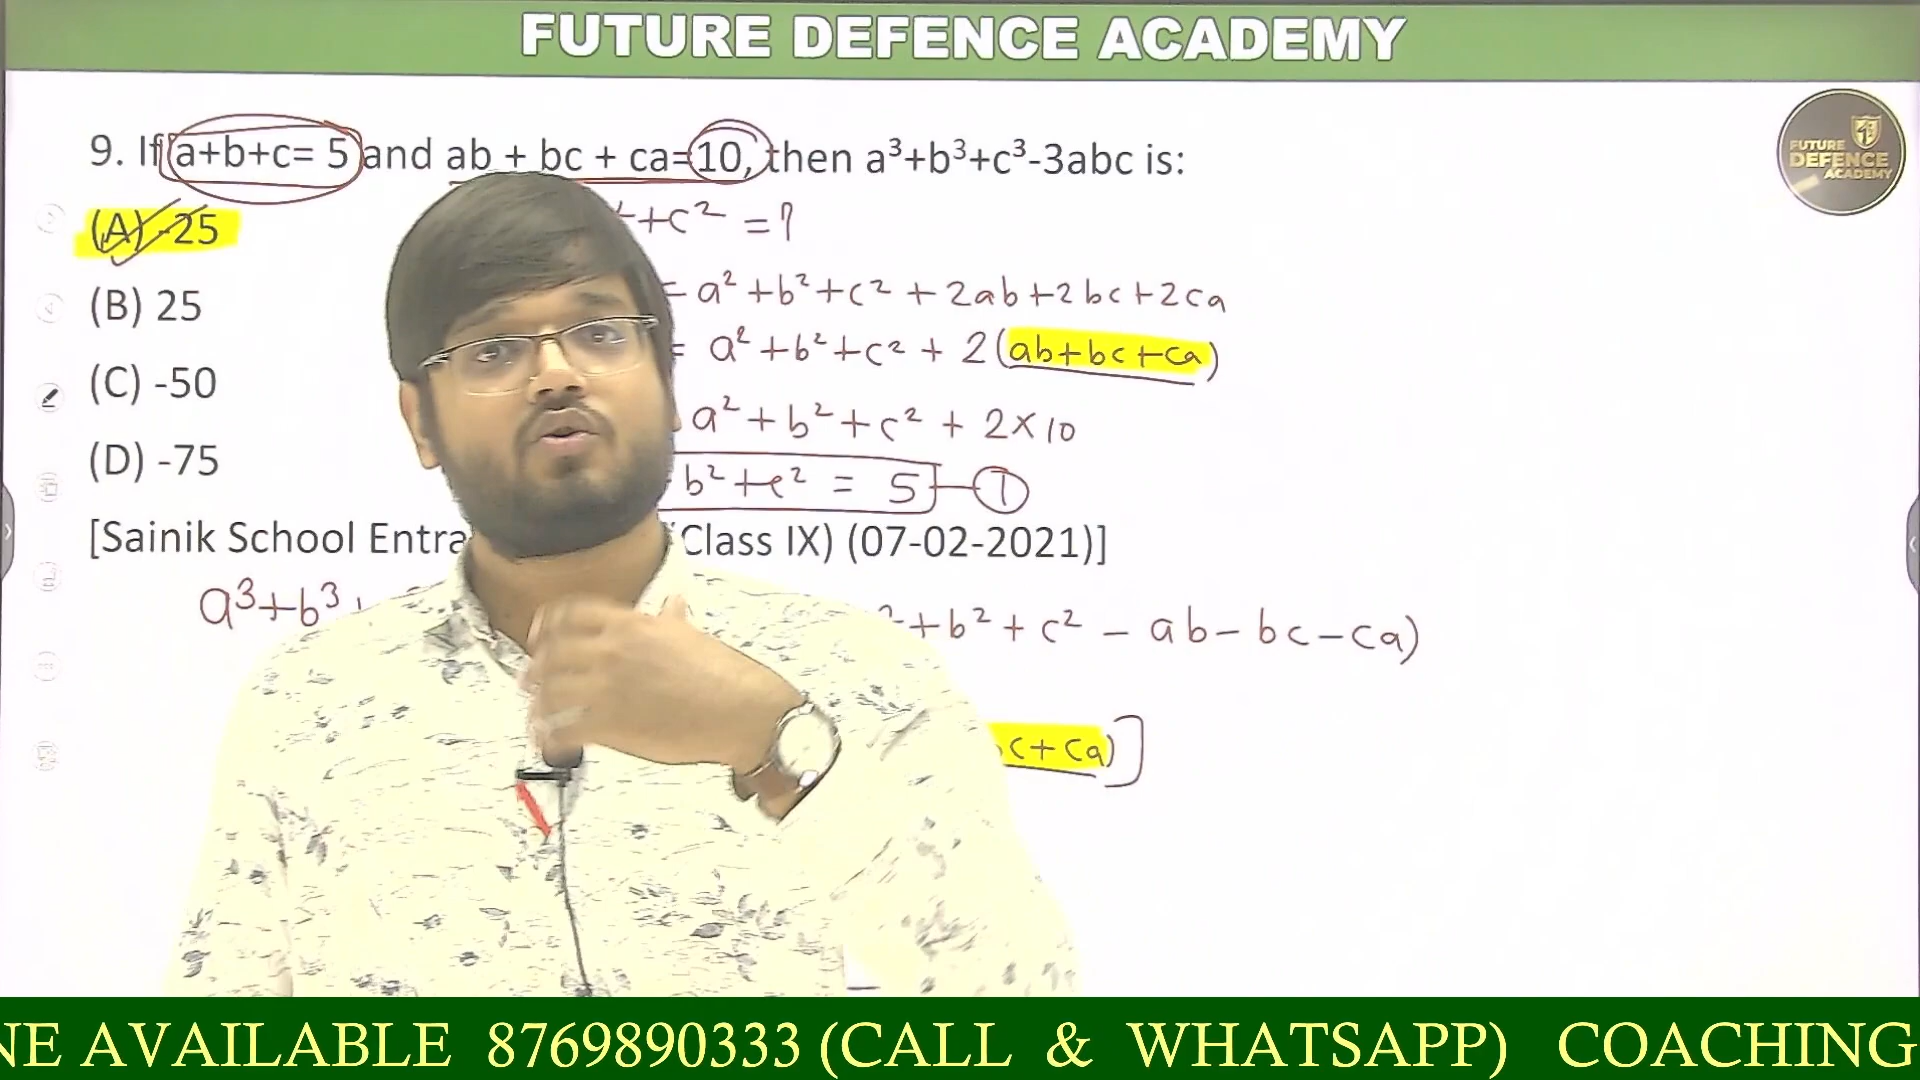 FUTURE DEFENCE ACADEMY
9. If a+b+c= 5 and ab + bc + ca=10, then a³+b³+c³-3abc is:
FUTURE
DEFENCE
ACADEMY
(A) -25
+c² = ?
(B) 25
= a² + b² + c² + 2ab + 2bc + 2ca
= a² + b² + c² + 2(ab+bc+ca)
(C) -50
a² + b² + c² + 2×10
(D) -75
b² + c² = 5 — 1
[Sainik School Class IX) (07-02-2021)]
a³+b³
+ b² + c² - ab - bc - ca)
c+ca)]
AVAILABLE 8769890333 (CALL & WHATSAPP) COACHING